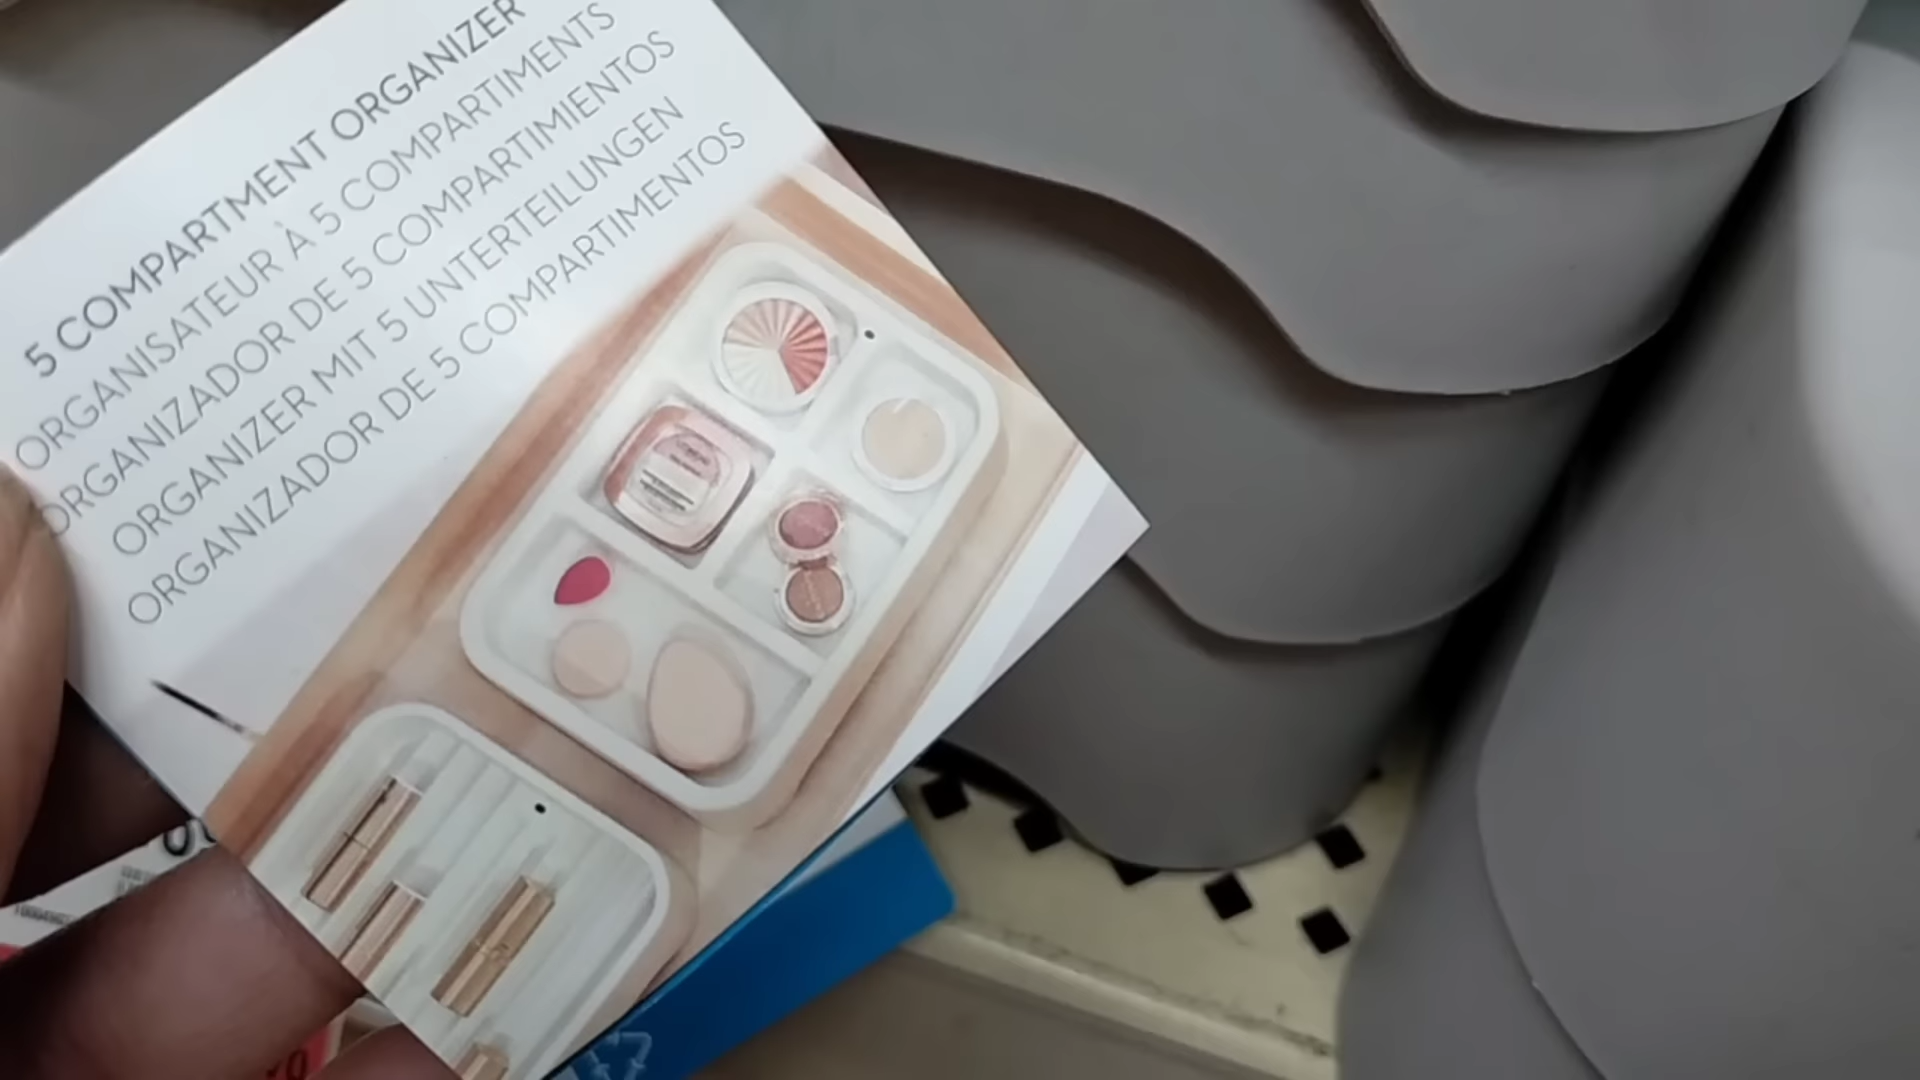 5 COMPARTMENT ORGANIZER
ORGANISATEUR À 5 COMPARTIMENTS
ORGANIZADOR DE 5 COMPARTIMIENTOS
ORGANIZER MIT 5 UNTERTEILUNGEN
ORGANIZADOR DE 5 COMPARTIMENTOS